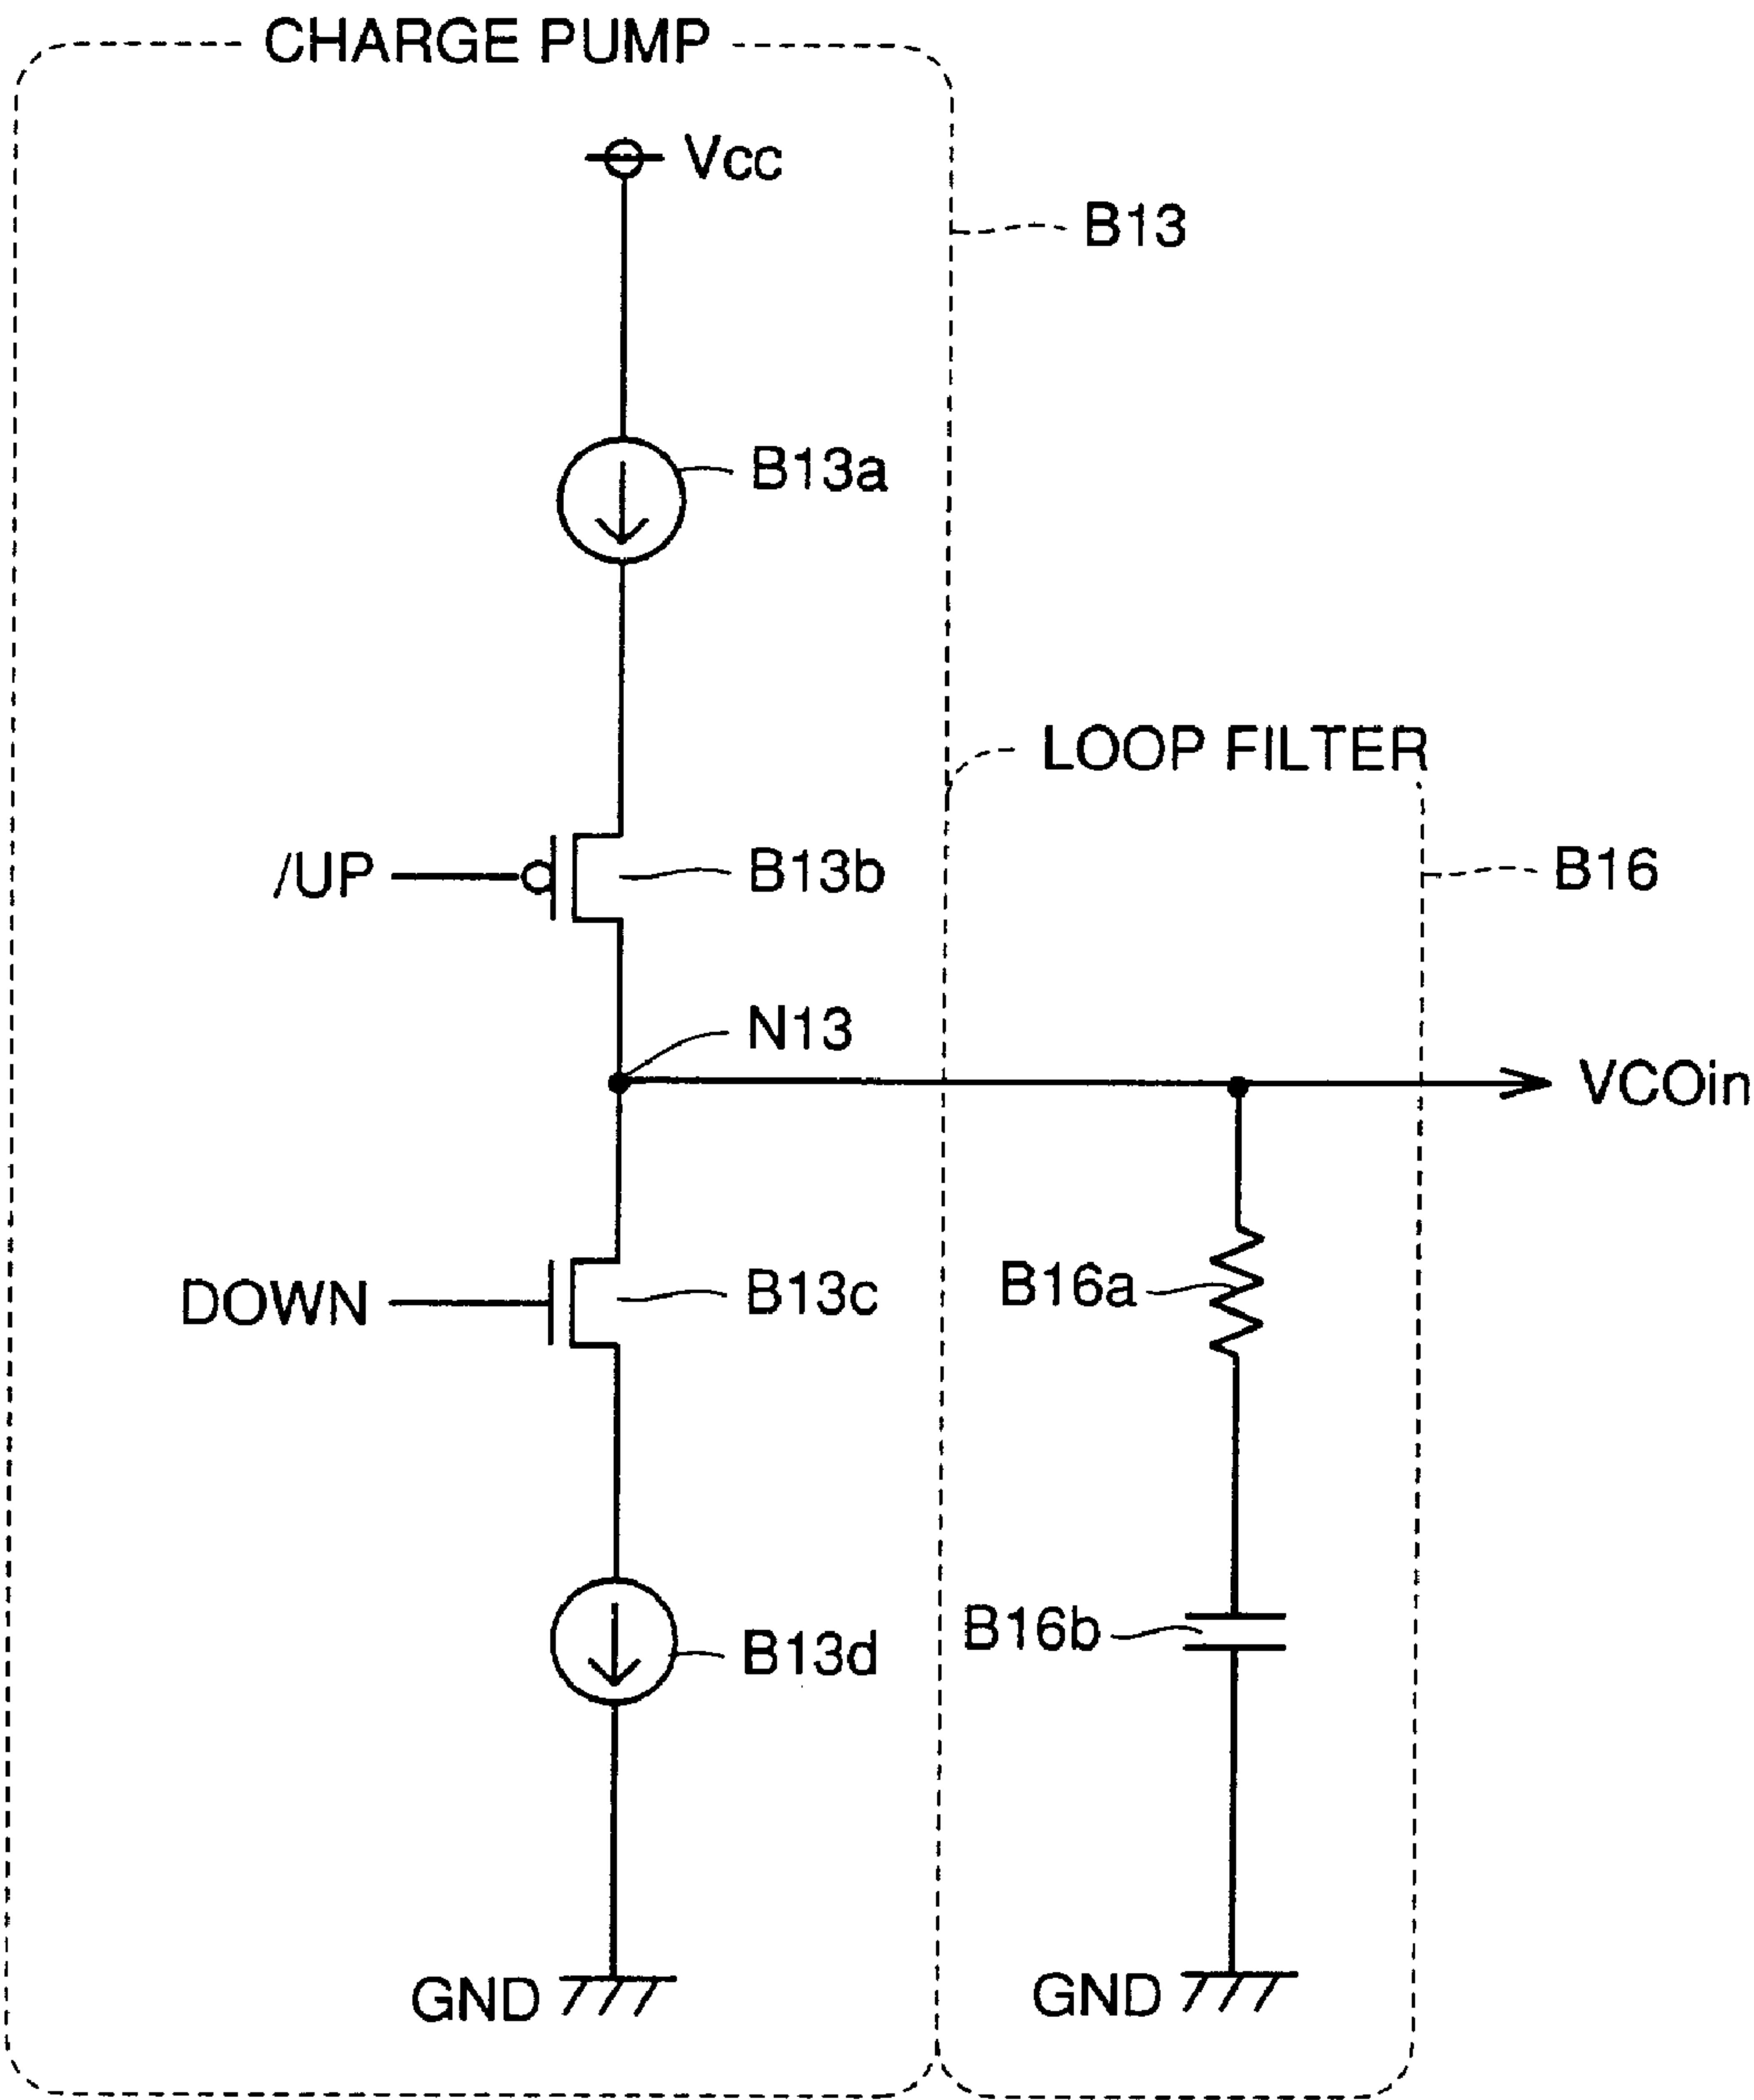 CHARGE PUMP
Vcc
B13
B13a
LOOP FILTER
/UP
B13b
B16
N13
VCOin
DOWN
B13c
B16a
B16b
B13d
GND
GND